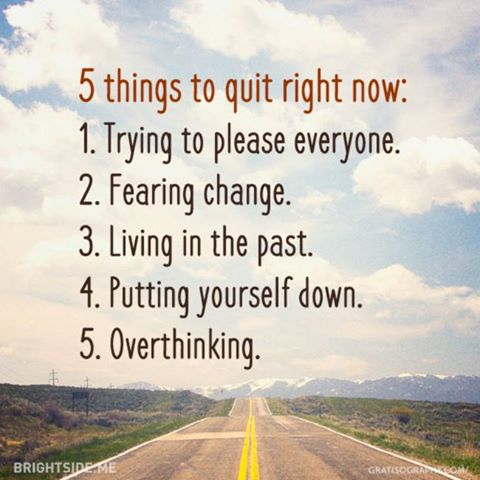 5 things to quit right now:
1. Trying to please everyone.
2. Fearing change.
3. Living in the past.
4. Putting yourself down.
5. Overthinking.
BRIGHTSIDE.ME
GRATISOGRAPHY.COM/